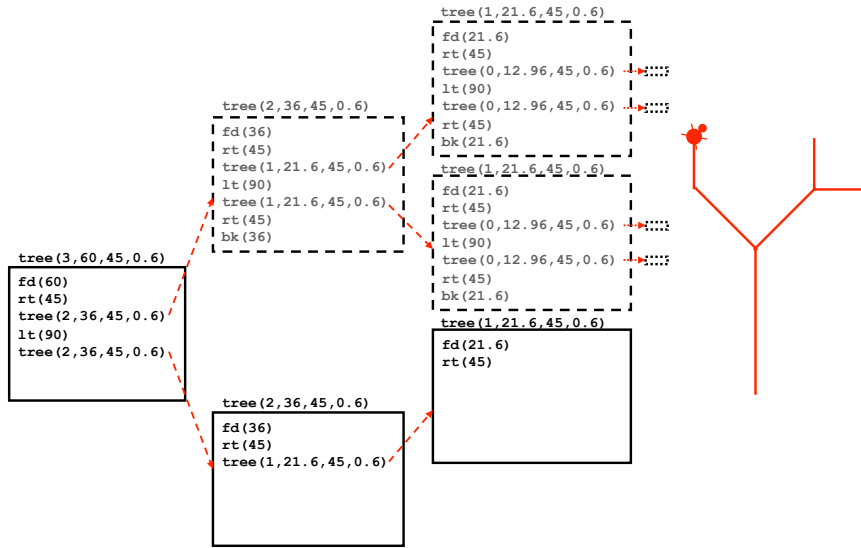 tree(3,60,45,0.6)
fd(60)
rt(45)
tree(2,36,45,0.6)
lt(90)
tree(2,36,45,0.6)
tree(2,36,45,0.6)
fd(36)
rt(45)
tree(1,21.6,45,0.6)
lt(90)
tree(1,21.6,45,0.6)
rt(45)
bk(36)
tree(1,21.6,45,0.6)
fd(21.6)
rt(45)
tree(0,12.96,45,0.6)
lt(90)
tree(0,12.96,45,0.6)
rt(45)
bk(21.6)
tree(1,21.6,45,0.6)
fd(21.6)
rt(45)
tree(0,12.96,45,0.6)
lt(90)
tree(0,12.96,45,0.6)
rt(45)
bk(21.6)
tree(2,36,45,0.6)
fd(36)
rt(45)
tree(1,21.6,45,0.6)
tree(1,21.6,45,0.6)
fd(21.6)
rt(45)